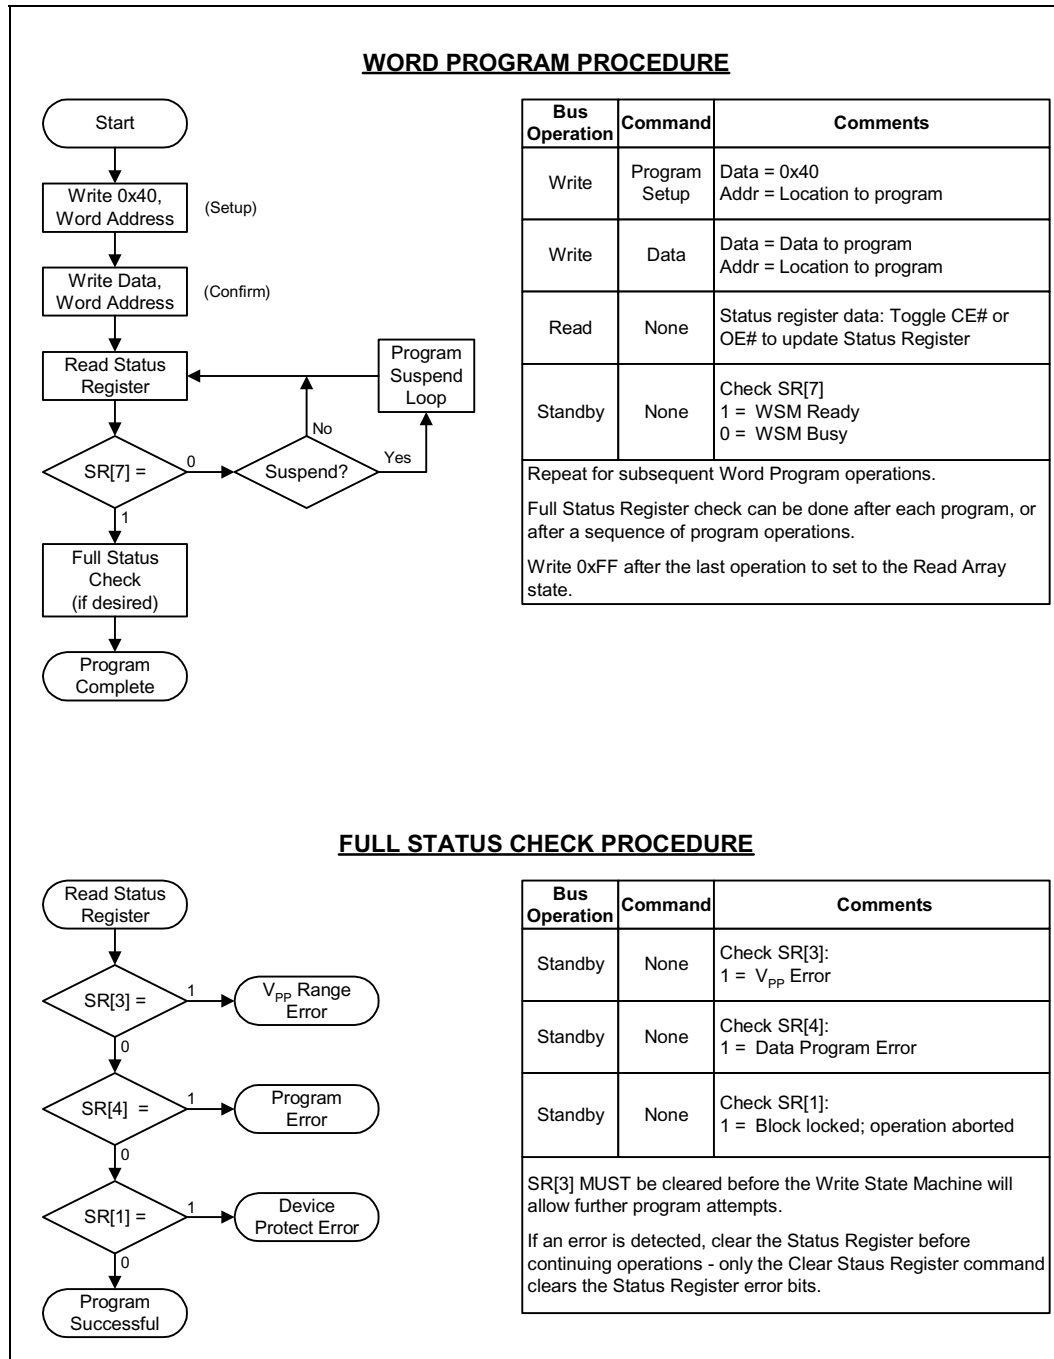 WORD PROGRAM PROCEDURE
Start
Write 0x40,
Word Address
(Setup)
Write Data,
Word Address
(Confirm)
Read Status
Register
Program
Suspend
Loop
No
SR[7] =
0
Suspend?
Yes
1
Full Status
Check
(if desired)
Program
Complete
Bus
Operation
Command
Comments
Write
Program
Setup
Data = 0x40
Addr = Location to program
Write
Data
Data = Data to program
Addr = Location to program
Read
None
Status register data: Toggle CE# or
OE# to update Status Register
Standby
None
Check SR[7]
1 = WSM Ready
0 = WSM Busy
Repeat for subsequent Word Program operations.
Full Status Register check can be done after each program, or
after a sequence of program operations.
Write 0xFF after the last operation to set to the Read Array
state.
FULL STATUS CHECK PROCEDURE
Read Status
Register
SR[3] =
1
VPP Range
Error
0
SR[4] =
1
Program
Error
0
SR[1] =
1
Device
Protect Error
0
Program
Successful
Bus
Operation
Command
Comments
Standby
None
Check SR[3]:
1 = VPP Error
Standby
None
Check SR[4]:
1 = Data Program Error
Standby
None
Check SR[1]:
1 = Block locked; operation aborted
SR[3] MUST be cleared before the Write State Machine will
allow further program attempts.
If an error is detected, clear the Status Register before
continuing operations - only the Clear Staus Register command
clears the Status Register error bits.